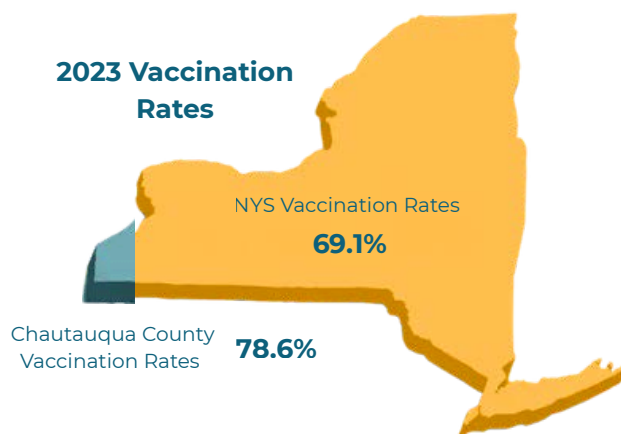 2023 Vaccination
Rates
NYS Vaccination Rates
69.1%
Chautauqua County
Vaccination Rates
78.6%